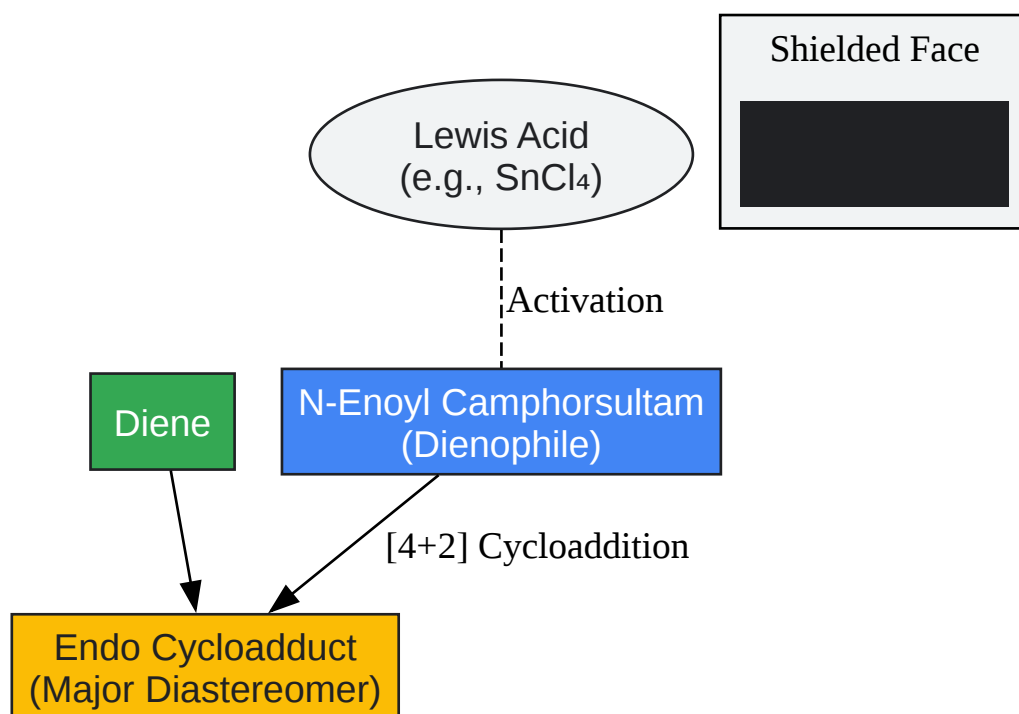 Shielded Face
Lewis Acid
(e.g., SnCl₄)
Activation
Diene
N-Enoyl Camphorsultam
(Dienophile)
[4+2] Cycloaddition
Endo Cycloadduct
(Major Diastereomer)